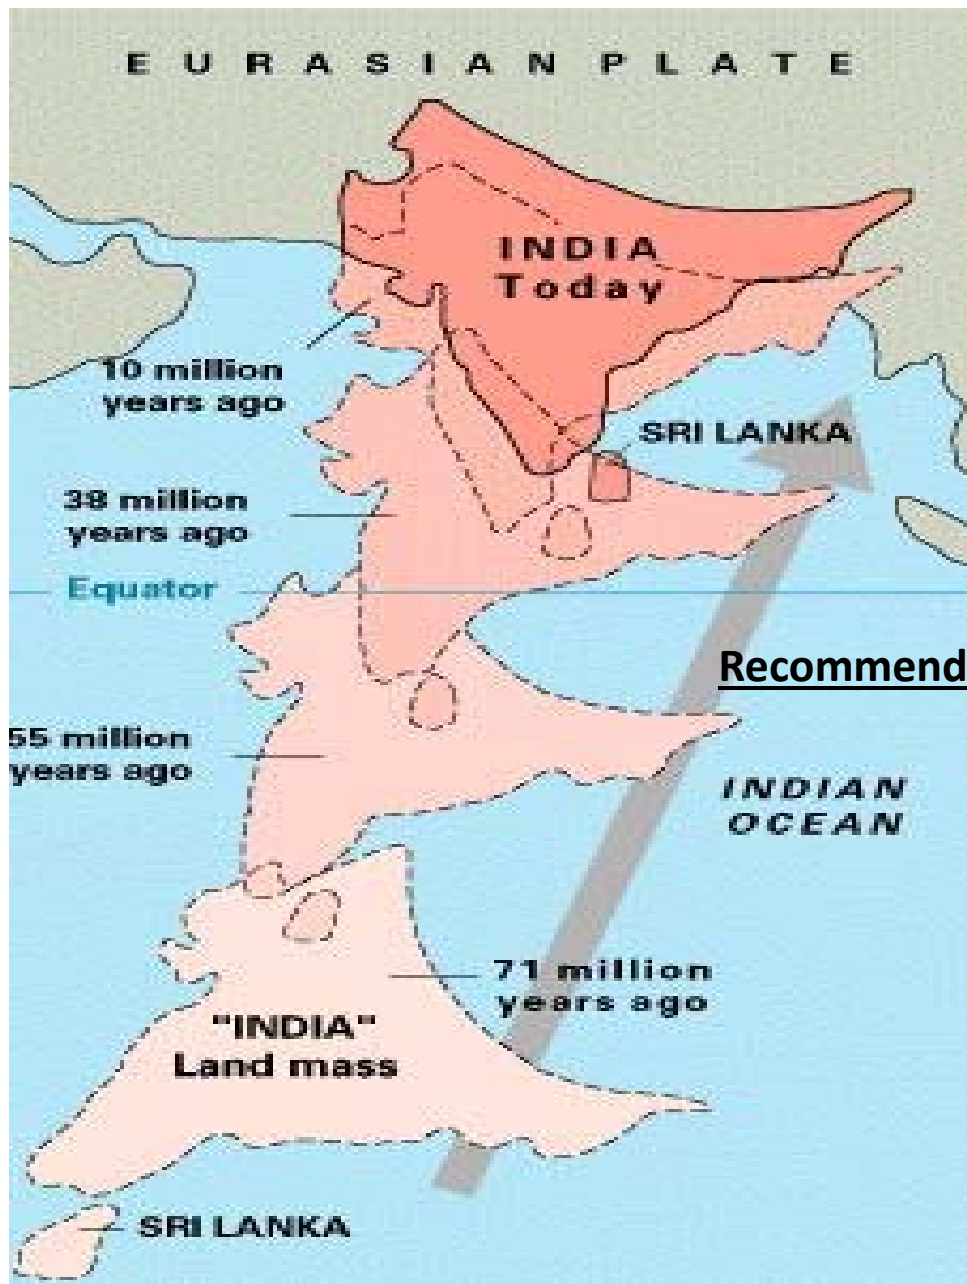 EURASIAN PLATE
INDIA
Today
10 million
years ago
SRI LANKA
38 million
years ago
Equator
Recommend
55 million
years ago
INDIAN
OCEAN
71 million
years ago
"INDIA"
Land mass
SRI LANKA